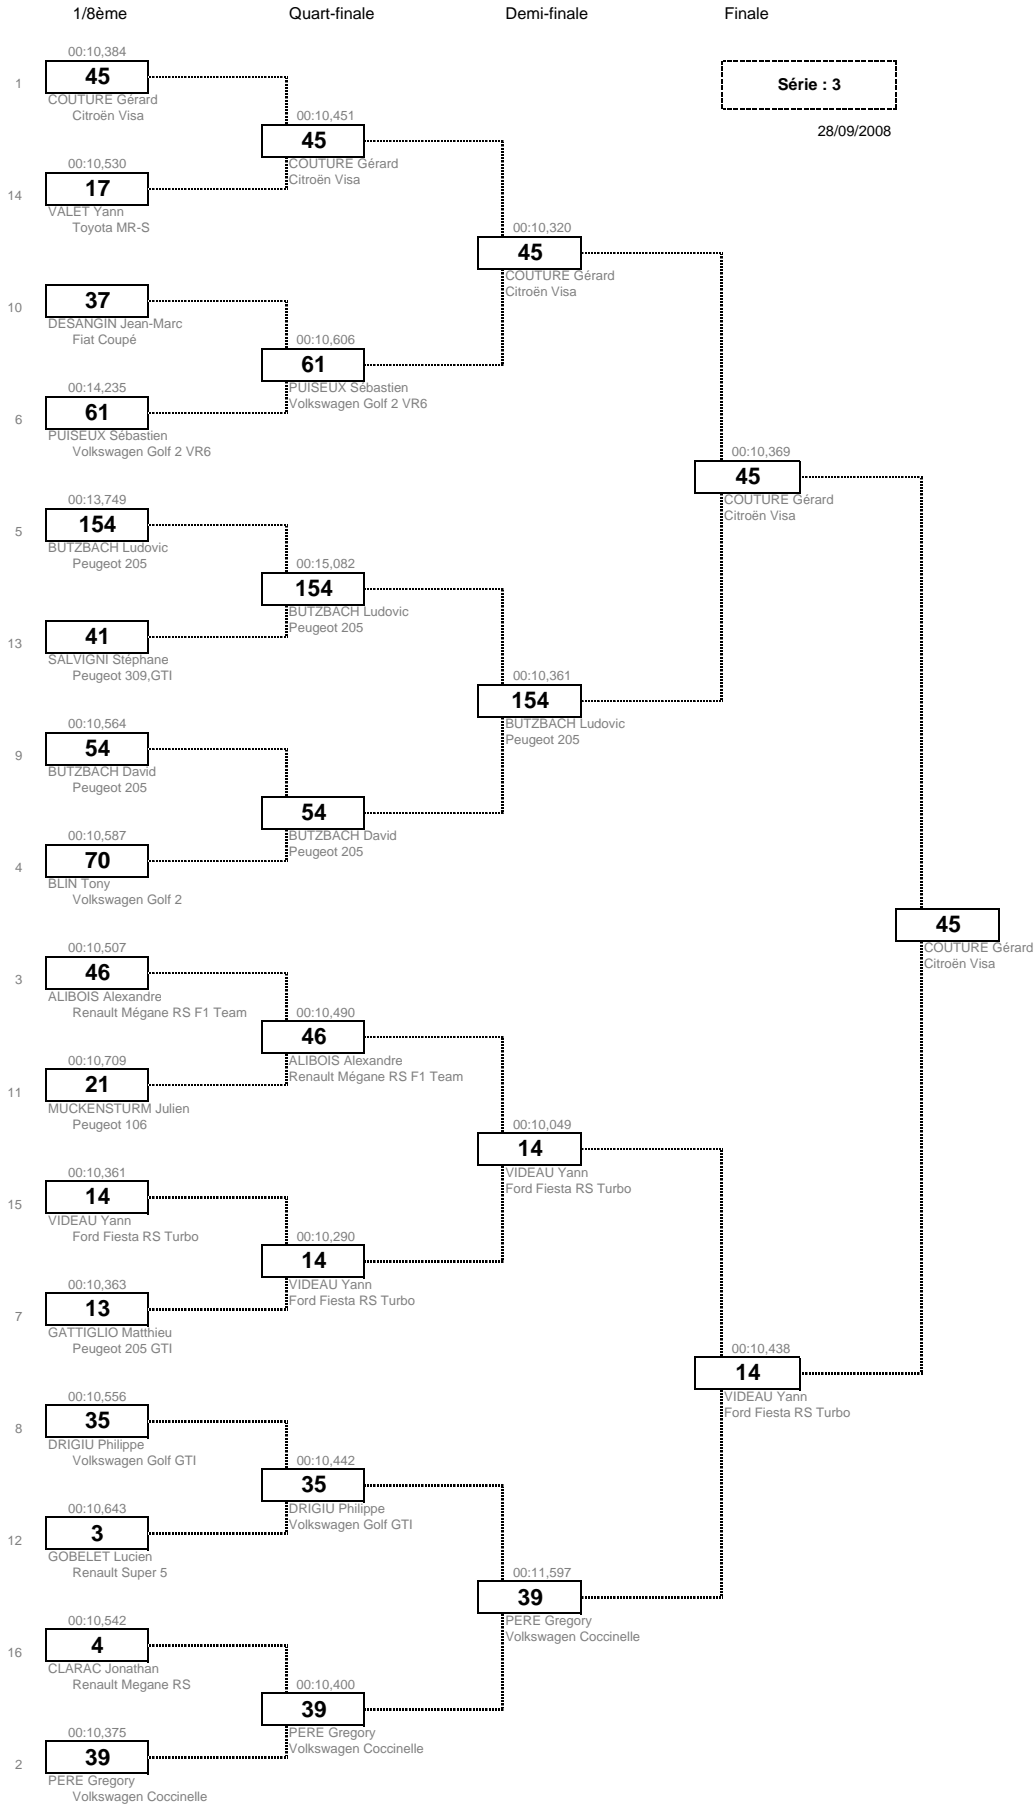 1/8ème
Quart-finale
Demi-finale
Finale
Série : 3
28/09/2008
00:10,384
1
45
COUTURE Gérard
Citroën Visa
00:10,530
14
17
VALET Yann
Toyota MR-S
10
37
DESANGIN Jean-Marc
Fiat Coupé
00:14,235
6
61
PUISEUX Sébastien
Volkswagen Golf 2 VR6
00:13,749
5
154
BUTZBACH Ludovic
Peugeot 205
13
41
SALVIGNI Stéphane
Peugeot 309,GTI
00:10,564
9
54
BUTZBACH David
Peugeot 205
00:10,587
4
70
BLIN Tony
Volkswagen Golf 2
00:10,507
3
46
ALIBOIS Alexandre
Renault Mégane RS F1 Team
00:10,709
11
21
MUCKENSTURM Julien
Peugeot 106
00:10,361
15
14
VIDEAU Yann
Ford Fiesta RS Turbo
00:10,363
7
13
GATTIGLIO Matthieu
Peugeot 205 GTI
00:10,556
8
35
DRIGIU Philippe
Volkswagen Golf GTI
00:10,643
12
3
GOBELET Lucien
Renault Super 5
00:10,542
16
4
CLARAC Jonathan
Renault Megane RS
00:10,375
2
39
PERE Gregory
Volkswagen Coccinelle
00:10,451
45
COUTURE Gérard
Citroën Visa
00:10,606
61
PUISEUX Sébastien
Volkswagen Golf 2 VR6
00:15,082
154
BUTZBACH Ludovic
Peugeot 205
54
BUTZBACH David
Peugeot 205
00:10,490
46
ALIBOIS Alexandre
Renault Mégane RS F1 Team
00:10,290
14
VIDEAU Yann
Ford Fiesta RS Turbo
00:10,442
35
DRIGIU Philippe
Volkswagen Golf GTI
00:10,400
39
PERE Gregory
Volkswagen Coccinelle
00:10,320
45
COUTURE Gérard
Citroën Visa
00:10,361
154
BUTZBACH Ludovic
Peugeot 205
00:10,049
14
VIDEAU Yann
Ford Fiesta RS Turbo
00:11,597
39
PERE Gregory
Volkswagen Coccinelle
00:10,369
45
COUTURE Gérard
Citroën Visa
00:10,438
14
VIDEAU Yann
Ford Fiesta RS Turbo
45
COUTURE Gérard
Citroën Visa